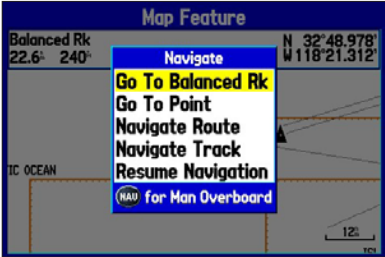 Map Feature
Balanced Rk
22.6 240
N 32°48.978'
W118°21.312'
Navigate
Go To Balanced Rk
Go To Point
Navigate Route
Navigate Track
Resume Navigation
NAV for Man Overboard
IC OCEAN